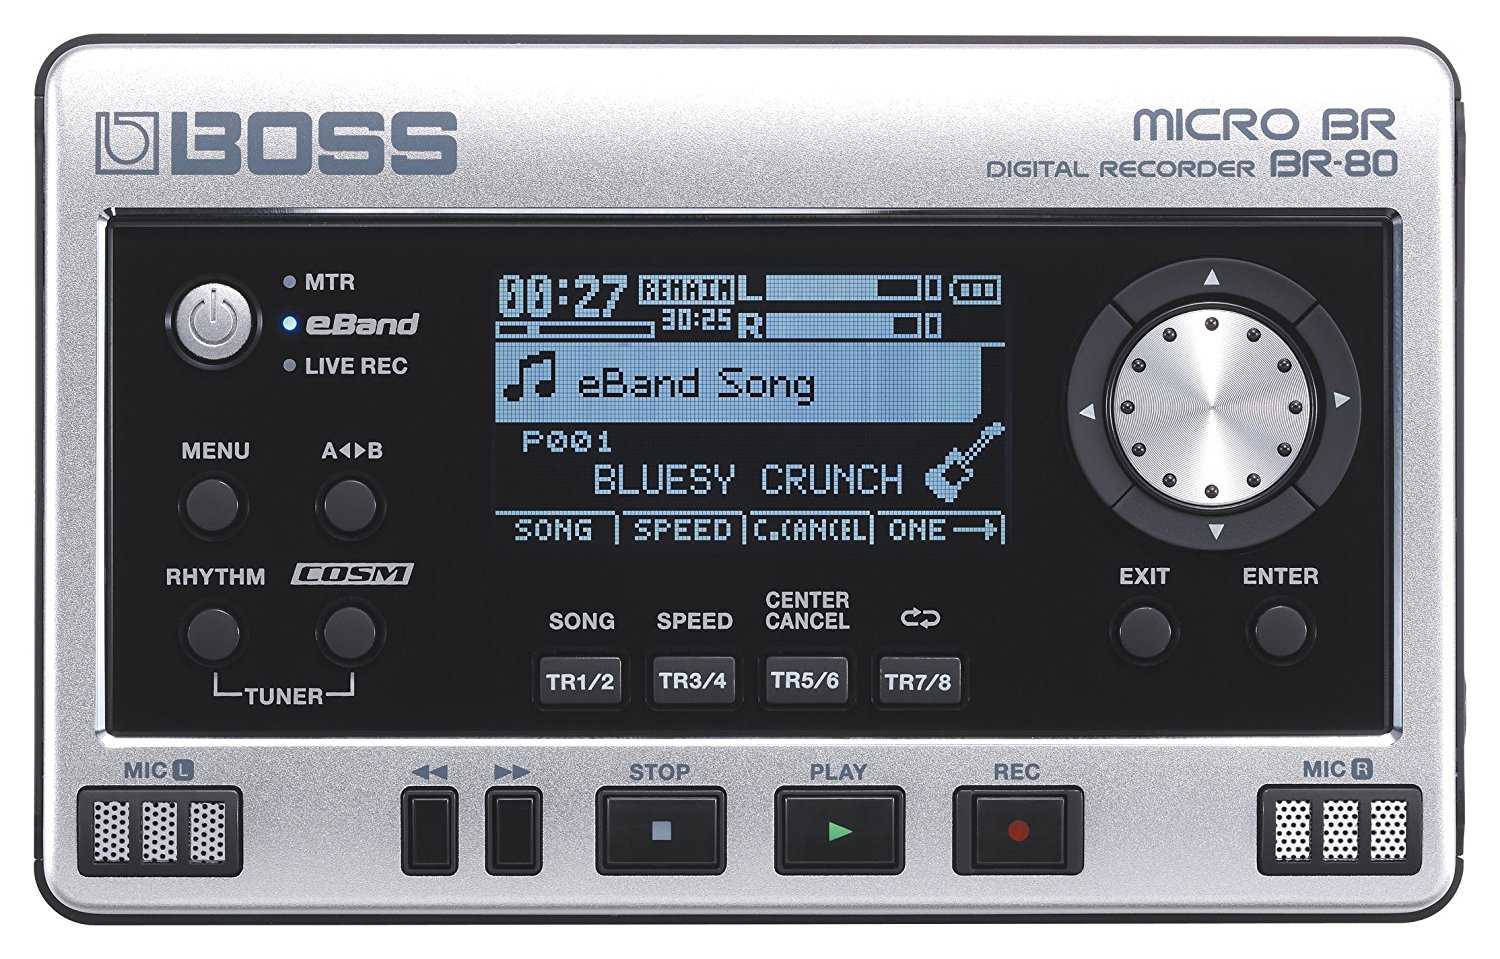 BOSS
MICRO BR
DIGITAL RECORDER BR-80
MTR
eBand
LIVE REC
MENU
A◀▶B
RHYTHM
COSM
TUNER
00:27
REMAIN
30:25
L
R
eBand Song
P001
BLUESY CRUNCH
SONG
SPEED
C.CANCEL
ONE→
EXIT
ENTER
SONG
SPEED
CENTER
CANCEL
TR1/2
TR3/4
TR5/6
TR7/8
MIC L
STOP
PLAY
REC
MIC R